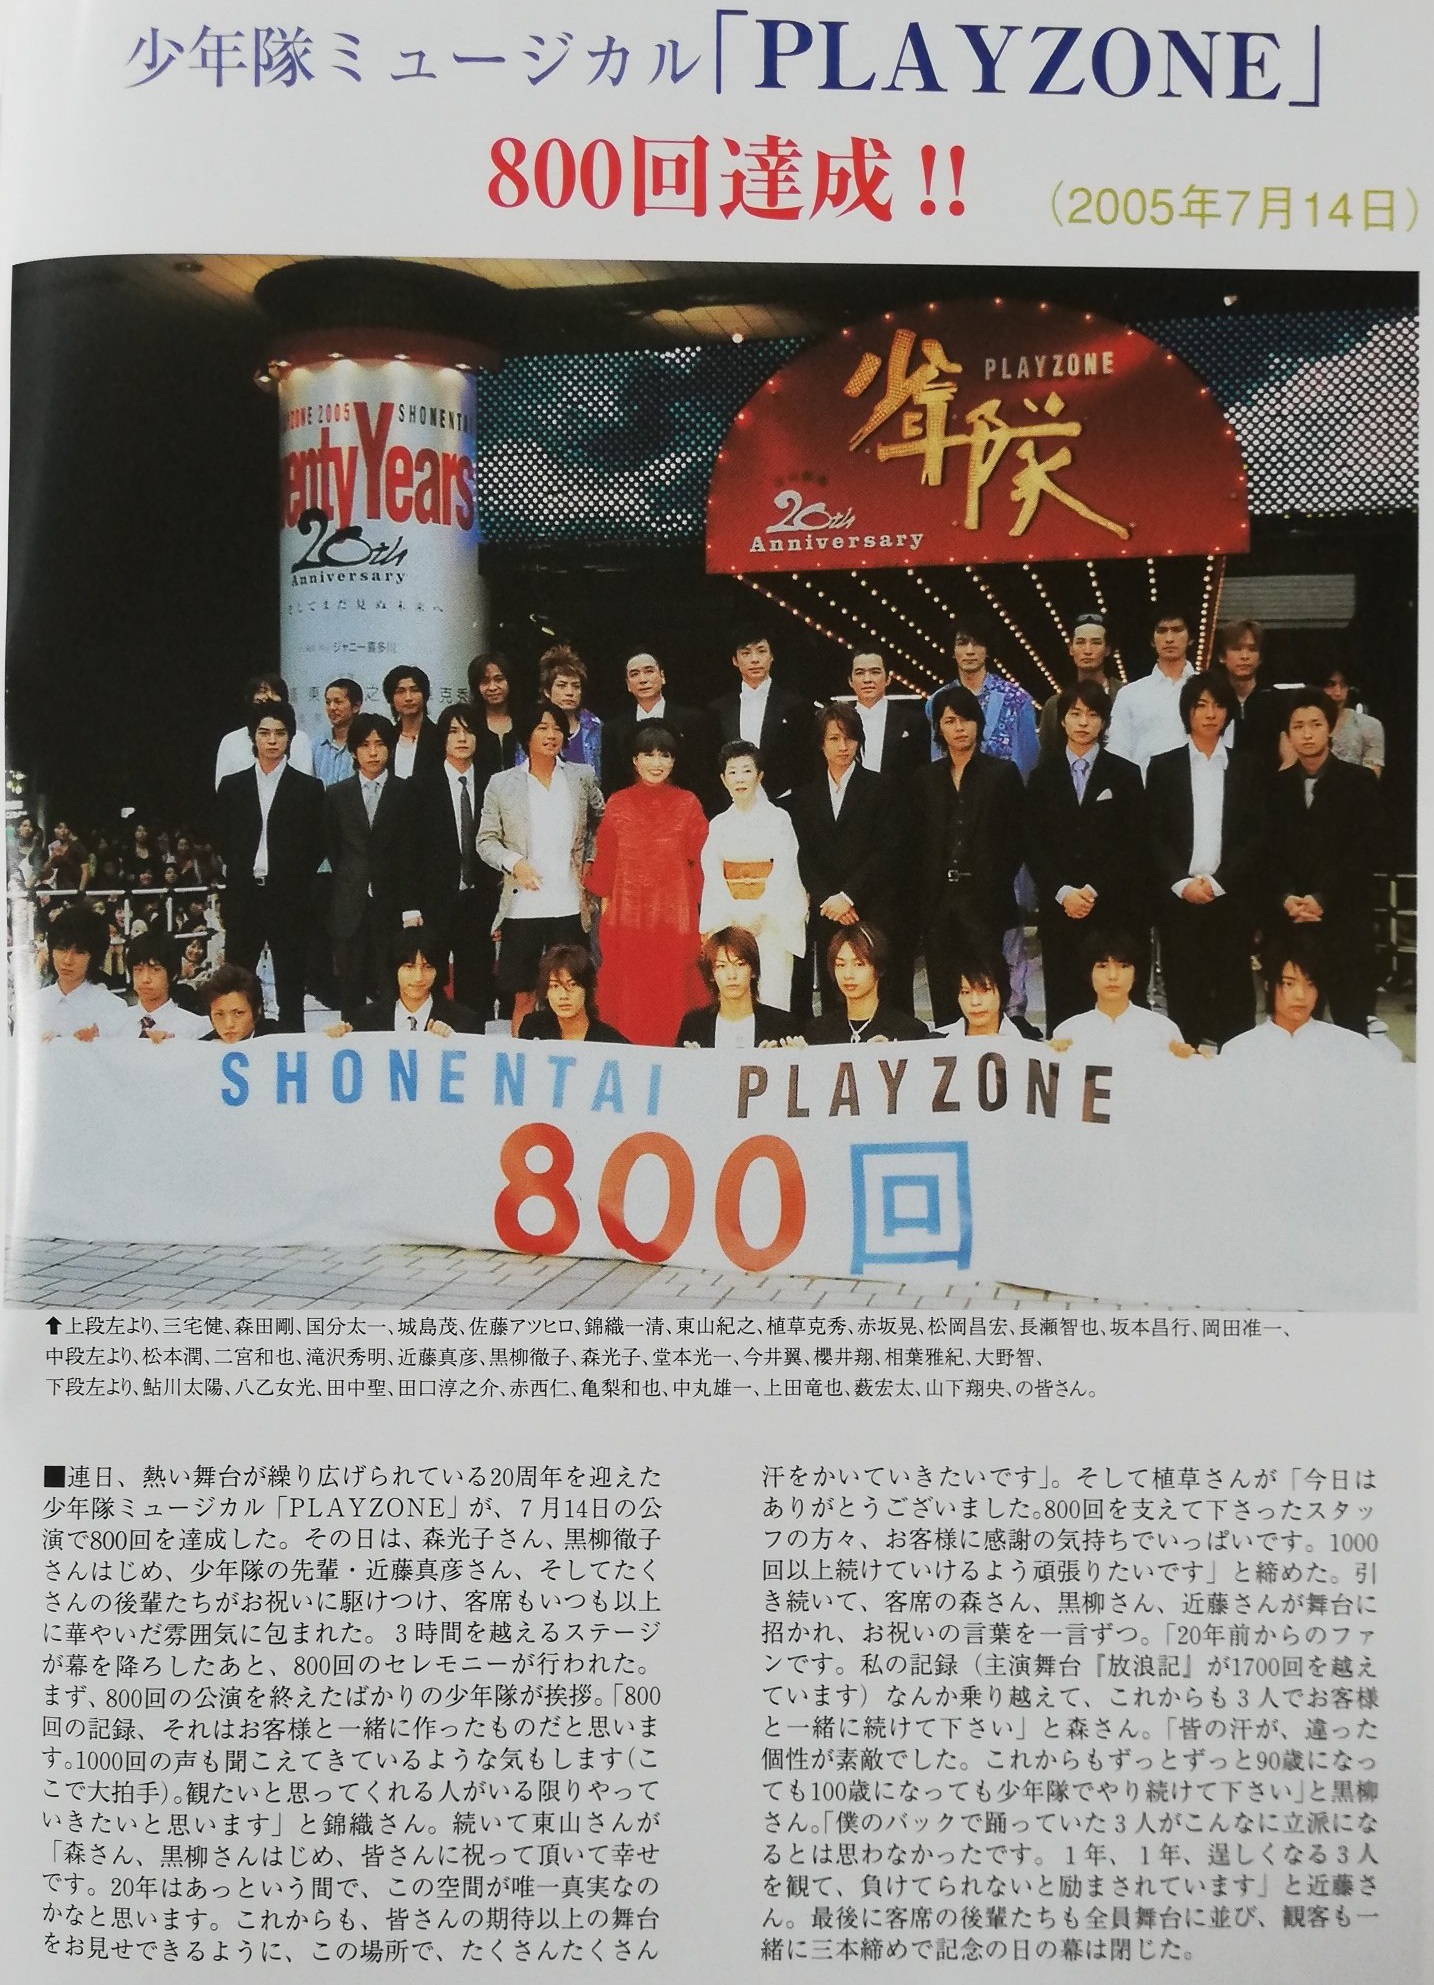 少年隊ミュージカル「PLAYZONE」
800回達成!!
（2005年7月14日）
ZONE 2005 SHONENTAI
entyYears
20th
Anniversary
そしてまだ見ぬ未来へ
ジャニー喜多川
PLAYZONE
少年隊
20th
Anniversary
SHONENTAI PLAYZONE
800回
⬆上段左より、三宅健、森田剛、国分太一、城島茂、佐藤アツヒロ、錦織一清、東山紀之、植草克秀、赤坂晃、松岡昌宏、長瀬智也、坂本昌行、岡田准一、
中段左より、松本潤、二宮和也、滝沢秀明、近藤真彦、黒柳徹子、森光子、堂本光一、今井翼、櫻井翔、相葉雅紀、大野智、
下段左より、鮎川太陽、八乙女光、田中聖、田口淳之介、赤西仁、亀梨和也、中丸雄一、上田竜也、薮宏太、山下翔央、の皆さん。
■連日、熱い舞台が繰り広げられている20周年を迎えた
少年隊ミュージカル「PLAYZONE」が、7月14日の公
演で800回を達成した。その日は、森光子さん、黒柳徹子
さんはじめ、少年隊の先輩・近藤真彦さん、そしてたく
さんの後輩たちがお祝いに駆けつけ、客席もいつも以上
に華やいだ雰囲気に包まれた。3時間を越えるステージ
が幕を降ろしたあと、800回のセレモニーが行われた。
まず、800回の公演を終えたばかりの少年隊が挨拶。「800
回の記録、それはお客様と一緒に作ったものだと思いま
す。1000回の声も聞こえてきているような気もします（こ
こで大拍手）。観たいと思ってくれる人がいる限りやって
いきたいと思います」と錦織さん。続いて東山さんが
「森さん、黒柳さんはじめ、皆さんに祝って頂いて幸せ
です。20年はあっという間で、この空間が唯一真実なの
かなと思います。これからも、皆さんの期待以上の舞台
をお見せできるように、この場所で、たくさんたくさん
汗をかいていきたいです」。そして植草さんが「今日は
ありがとうございました。800回を支えて下さったスタッ
フの方々、お客様に感謝の気持ちでいっぱいです。1000
回以上続けていけるよう頑張りたいです」と締めた。引
き続いて、客席の森さん、黒柳さん、近藤さんが舞台に
招かれ、お祝いの言葉を一言ずつ。「20年前からのファ
ンです。私の記録（主演舞台『放浪記』が1700回を越え
ています）なんか乗り越えて、これからも3人でお客様
と一緒に続けて下さい」と森さん。「皆の汗が、違った
個性が素敵でした。これからもずっとずっと90歳になっ
ても100歳になっても少年隊でやり続けて下さい」と黒柳
さん。「僕のバックで踊っていた3人がこんなに立派にな
るとは思わなかったです。1年、1年、逞しくなる3人
を観て、負けてられないと励まされています」と近藤さ
ん。最後に客席の後輩たちも全員舞台に並び、観客も一
緒に三本締めで記念の日の幕は閉じた。